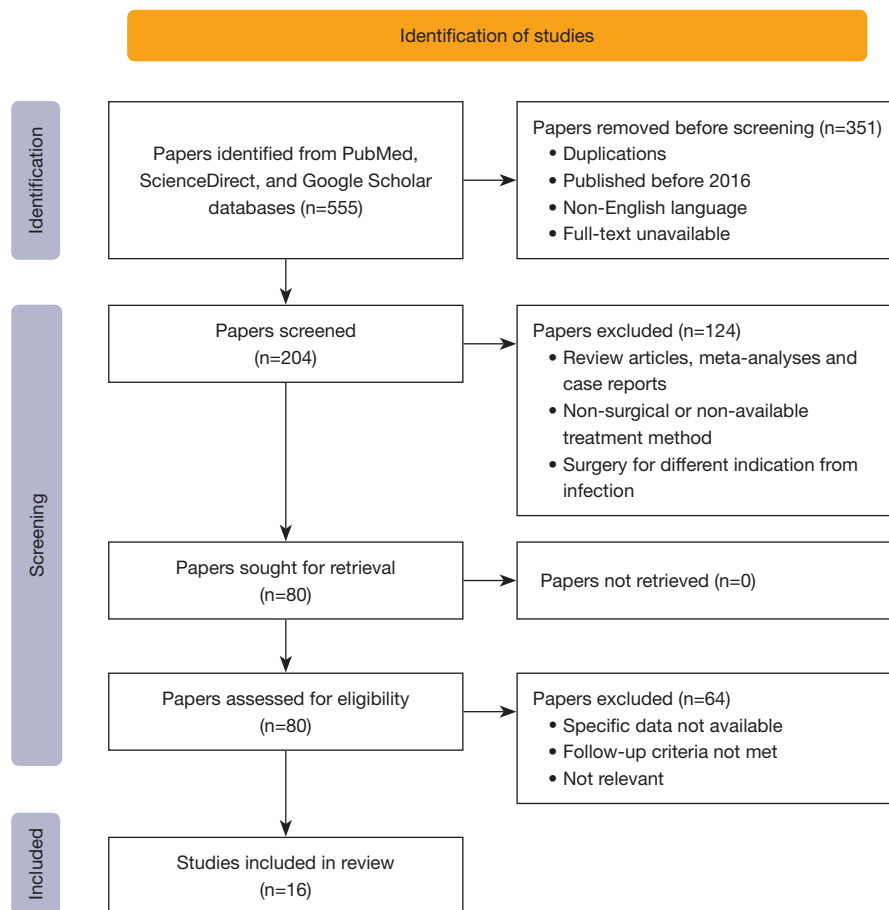 Identification of studies
Identification
Papers identified from PubMed,
ScienceDirect, and Google Scholar
databases (n=555)
Papers removed before screening (n=351)
• Duplications
• Published before 2016
• Non-English language
• Full-text unavailable
Screening
Papers screened
(n=204)
Papers excluded (n=124)
• Review articles, meta-analyses and
case reports
• Non-surgical or non-available
treatment method
• Surgery for different indication from
infection
Papers sought for retrieval
(n=80)
Papers not retrieved (n=0)
Papers assessed for eligibility
(n=80)
Papers excluded (n=64)
• Specific data not available
• Follow-up criteria not met
• Not relevant
Included
Studies included in review
(n=16)